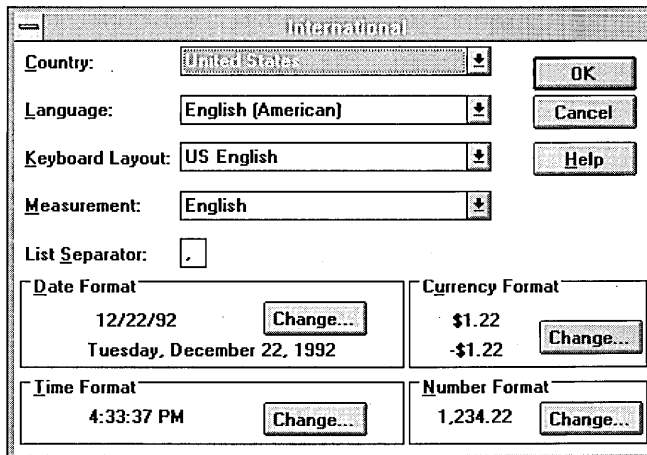 International
Country: United States
OK
Language: English (American)
Cancel
Keyboard Layout: US English
Help
Measurement: English
List Separator: ,
Date Format
12/22/92
Change...
Tuesday, December 22, 1992
Currency Format
$1.22
-$1.22
Change...
Time Format
4:33:37 PM
Change...
Number Format
1,234.22
Change...